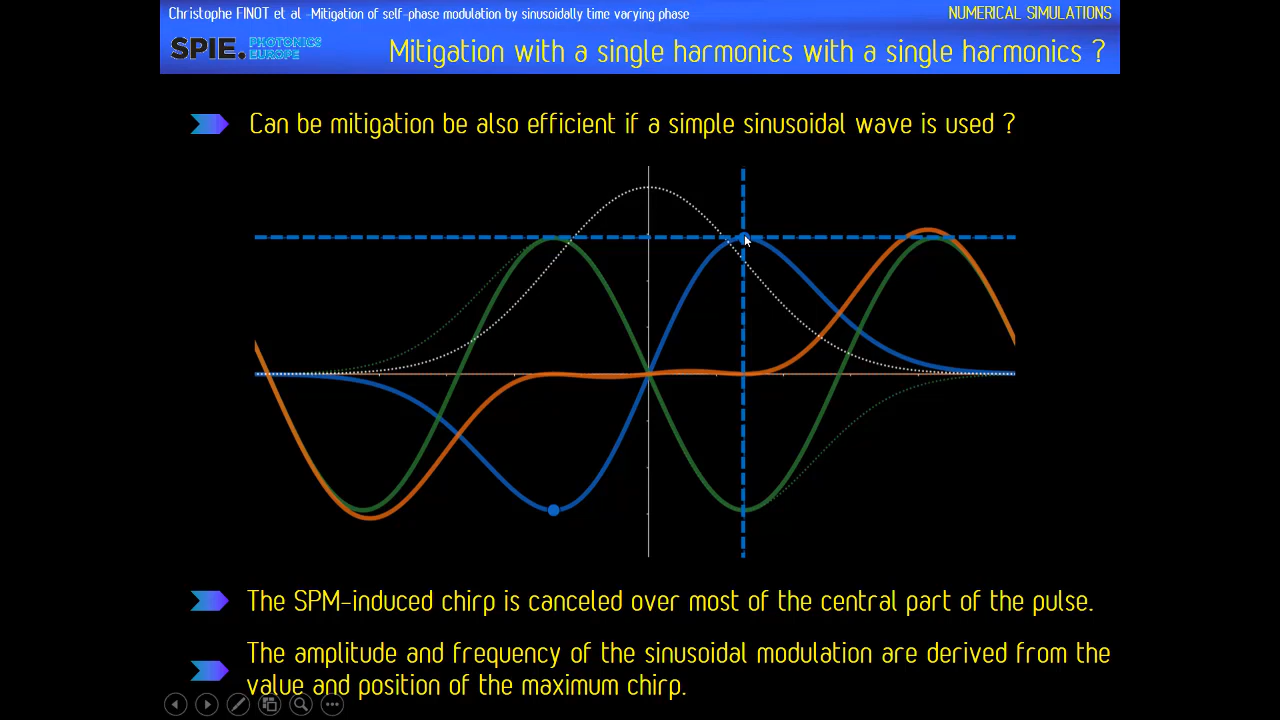 Christophe FINOT et al -Mitigation of self-phase modulation by sinusoidally time varying phase
NUMERICAL SIMULATIONS
SPIE. PHOTONICS
EUROPE
Mitigation with a single harmonics with a single harmonics ?
Can be mitigation be also efficient if a simple sinusoidal wave is used ?
The SPM-induced chirp is canceled over most of the central part of the pulse.
The amplitude and frequency of the sinusoidal modulation are derived from the
value and position of the maximum chirp.